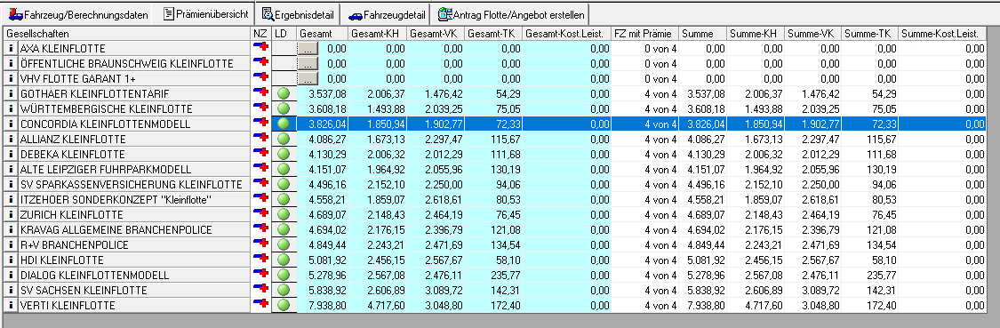 Fahrzeug/Berechnungsdaten Prämienübersicht Ergebnisdetail Fahrzeugdetail Antrag Flotte/Angebot erstellen
Gesellschaften NZ LD Gesamt Gesamt-KH Gesamt-VK Gesamt-TK Gesamt-Kost.Leist. FZ mit Prämie Summe Summe-KH Summe-VK Summe-TK Summe-Kost.Leist.
i AXA KLEINFLOTTE ... 0,00 0,00 0,00 0,00 0,00 0 von 4 0,00 0,00 0,00 0,00 0,00
i ÖFFENTLICHE BRAUNSCHWEIG KLEINFLOTTE ... 0,00 0,00 0,00 0,00 0,00 0 von 4 0,00 0,00 0,00 0,00 0,00
i VHV FLOTTE GARANT 1+ ... 0,00 0,00 0,00 0,00 0,00 0 von 4 0,00 0,00 0,00 0,00 0,00
i GOTHAER KLEINFLOTTENTARIF 3.537,08 2.006,37 1.476,42 54,29 0,00 4 von 4 3.537,08 2.006,37 1.476,42 54,29 0,00
i WÜRTTEMBERGISCHE KLEINFLOTTE 3.608,18 1.493,88 2.039,25 75,05 0,00 4 von 4 3.608,18 1.493,88 2.039,25 75,05 0,00
i CONCORDIA KLEINFLOTTENMODELL 3.826,04 1.850,94 1.902,77 72,33 0,00 4 von 4 3.826,04 1.850,94 1.902,77 72,33 0,00
i ALLIANZ KLEINFLOTTE 4.086,27 1.673,13 2.297,47 115,67 0,00 4 von 4 4.086,27 1.673,13 2.297,47 115,67 0,00
i DEBEKA KLEINFLOTTE 4.130,29 2.006,32 2.012,29 111,68 0,00 4 von 4 4.130,29 2.006,32 2.012,29 111,68 0,00
i ALTE LEIPZIGER FUHRPARKMODELL 4.151,07 1.964,92 2.055,96 130,19 0,00 4 von 4 4.151,07 1.964,92 2.055,96 130,19 0,00
i SV SPARKASSENVERSICHERUNG KLEINFLOTTE 4.496,16 2.152,10 2.250,00 94,06 0,00 4 von 4 4.496,16 2.152,10 2.250,00 94,06 0,00
i ITZEHOER SONDERKONZEPT "Kleinflotte" 4.558,21 1.859,07 2.618,61 80,53 0,00 4 von 4 4.558,21 1.859,07 2.618,61 80,53 0,00
i ZURICH KLEINFLOTTE 4.689,07 2.148,43 2.464,19 76,45 0,00 4 von 4 4.689,07 2.148,43 2.464,19 76,45 0,00
i KRAVAG ALLGEMEINE BRANCHENPOLICE 4.694,02 2.176,15 2.396,79 121,08 0,00 4 von 4 4.694,02 2.176,15 2.396,79 121,08 0,00
i R+V BRANCHENPOLICE 4.849,44 2.243,21 2.471,69 134,54 0,00 4 von 4 4.849,44 2.243,21 2.471,69 134,54 0,00
i HDI KLEINFLOTTE 5.081,92 2.456,15 2.567,67 58,10 0,00 4 von 4 5.081,92 2.456,15 2.567,67 58,10 0,00
i DIALOG FLOTTENMODELL 5.278,96 2.567,08 2.476,11 235,77 0,00 4 von 4 5.278,96 2.567,08 2.476,11 235,77 0,00
i SV SACHSEN KLEINFLOTTE 5.838,92 2.606,89 3.089,72 142,31 0,00 4 von 4 5.838,92 2.606,89 3.089,72 142,31 0,00
i VERTI KLEINFLOTTE 7.938,80 4.717,60 3.048,80 172,40 0,00 4 von 4 7.938,80 4.717,60 3.048,80 172,40 0,00